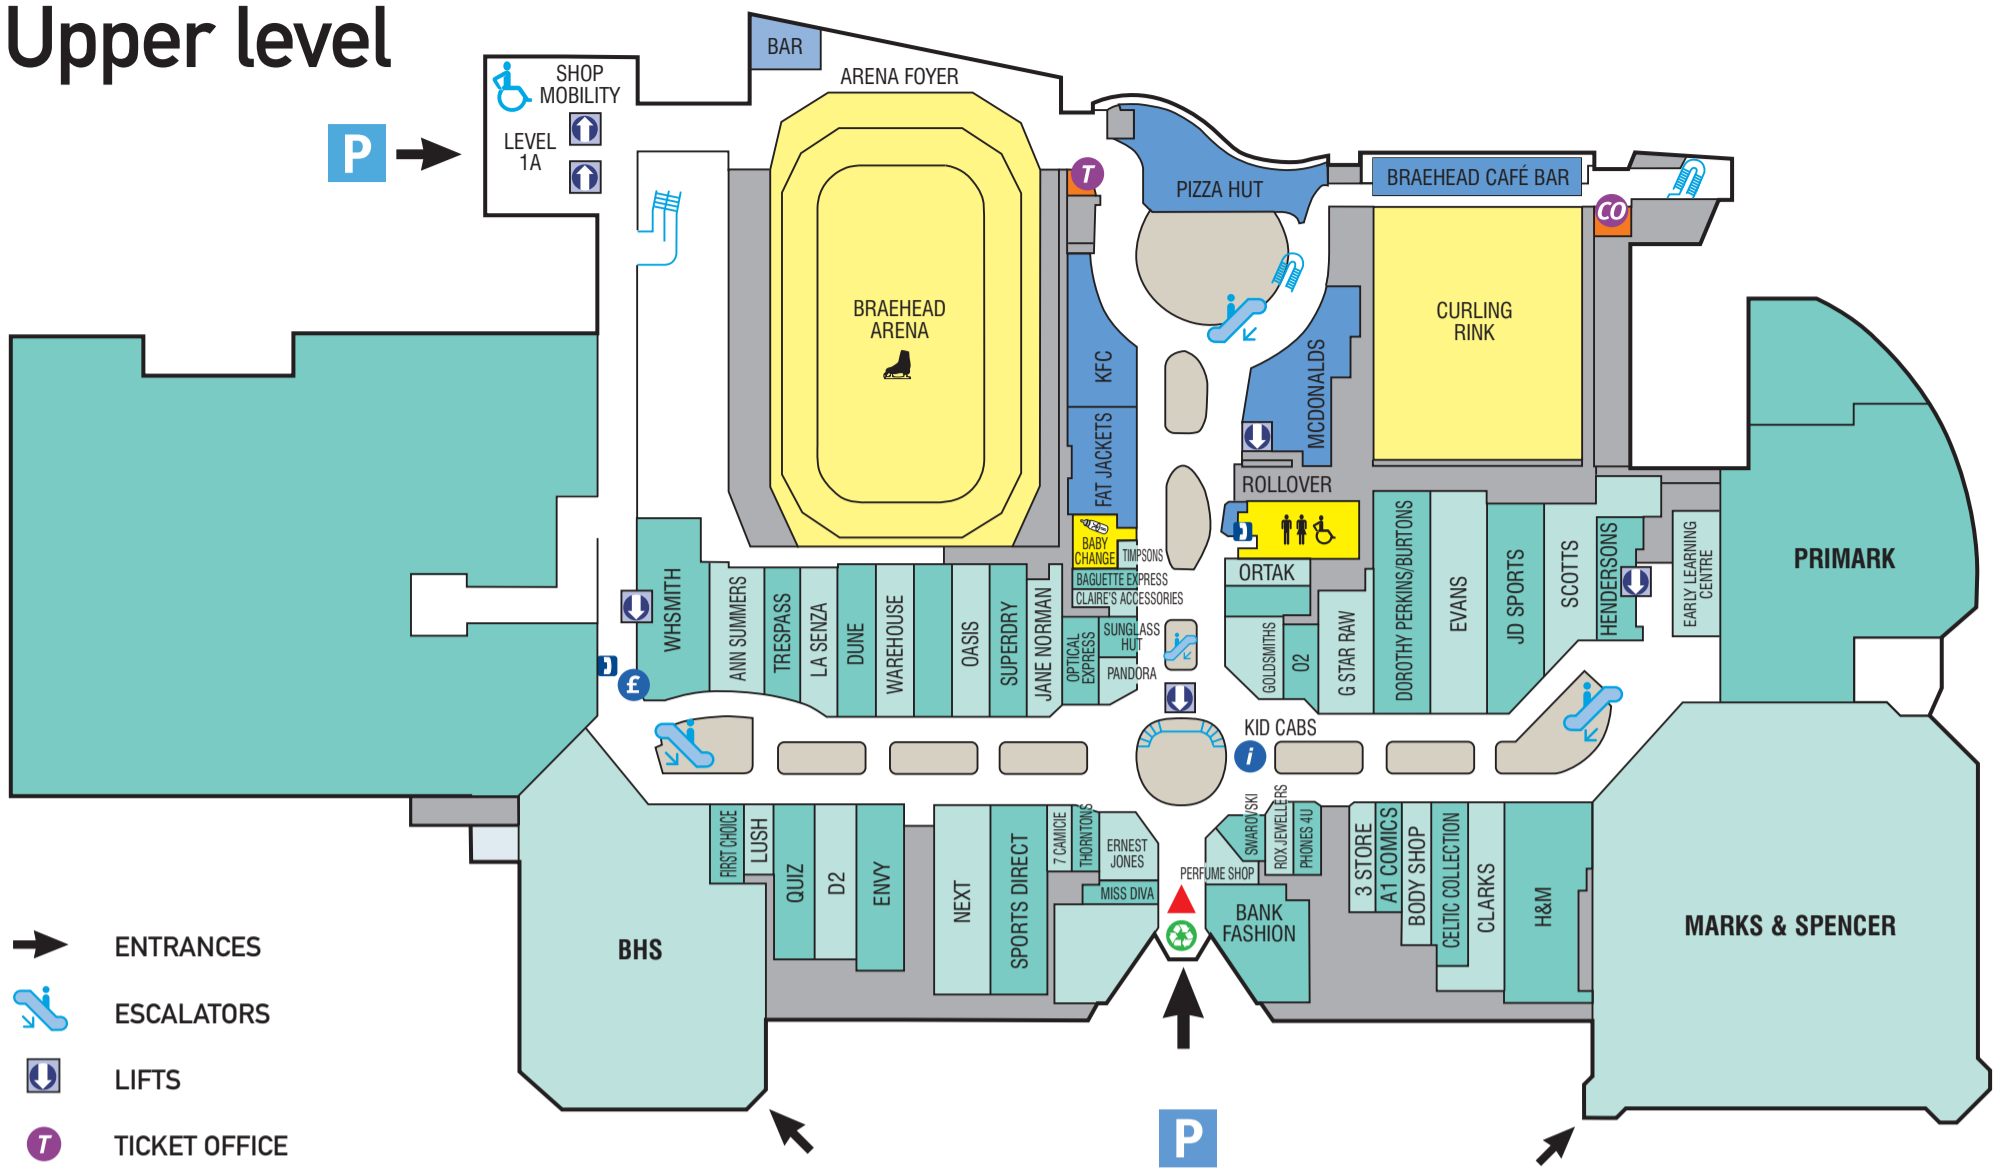 Upper level
BAR
ARENA FOYER
SHOP
MOBILITY
LEVEL
1A
P
T
PIZZA HUT
BRAEHEAD CAFÉ BAR
CO
BRAEHEAD
ARENA
CURLING
RINK
KFC
MCDONALDS
FAT JACKETS
ROLLOVER
BABY
CHANGE
TIMPSONS
BAGUETTE EXPRESS
CLAIRE'S ACCESSORIES
SUNGLASS
HUT
OPTICAL
EXPRESS
PANDORA
ORTAK
GOLDSMITHS
O2
G STAR RAW
DOROTHY PERKINS/BURTONS
EVANS
JD SPORTS
SCOTTS
HENDERSONS
EARLY LEARNING
CENTRE
PRIMARK
WHSMITH
ANN SUMMERS
TRESPASS
LA SENZA
DUNE
WAREHOUSE
OASIS
SUPERDRY
JANE NORMAN
£
KID CABS
i
FIRST CHOICE
LUSH
QUIZ
D2
ENVY
NEXT
SPORTS DIRECT
7 CAMICIE
THORNTONS
ERNEST
JONES
MISS DIVA
SWAROVSKI
ROX JEWELLERS
PHONES 4U
PERFUME SHOP
BANK
FASHION
3 STORE
A1 COMICS
BODY SHOP
CELTIC COLLECTION
CLARKS
H&M
MARKS & SPENCER
BHS
ENTRANCES
ESCALATORS
LIFTS
T
TICKET OFFICE
P